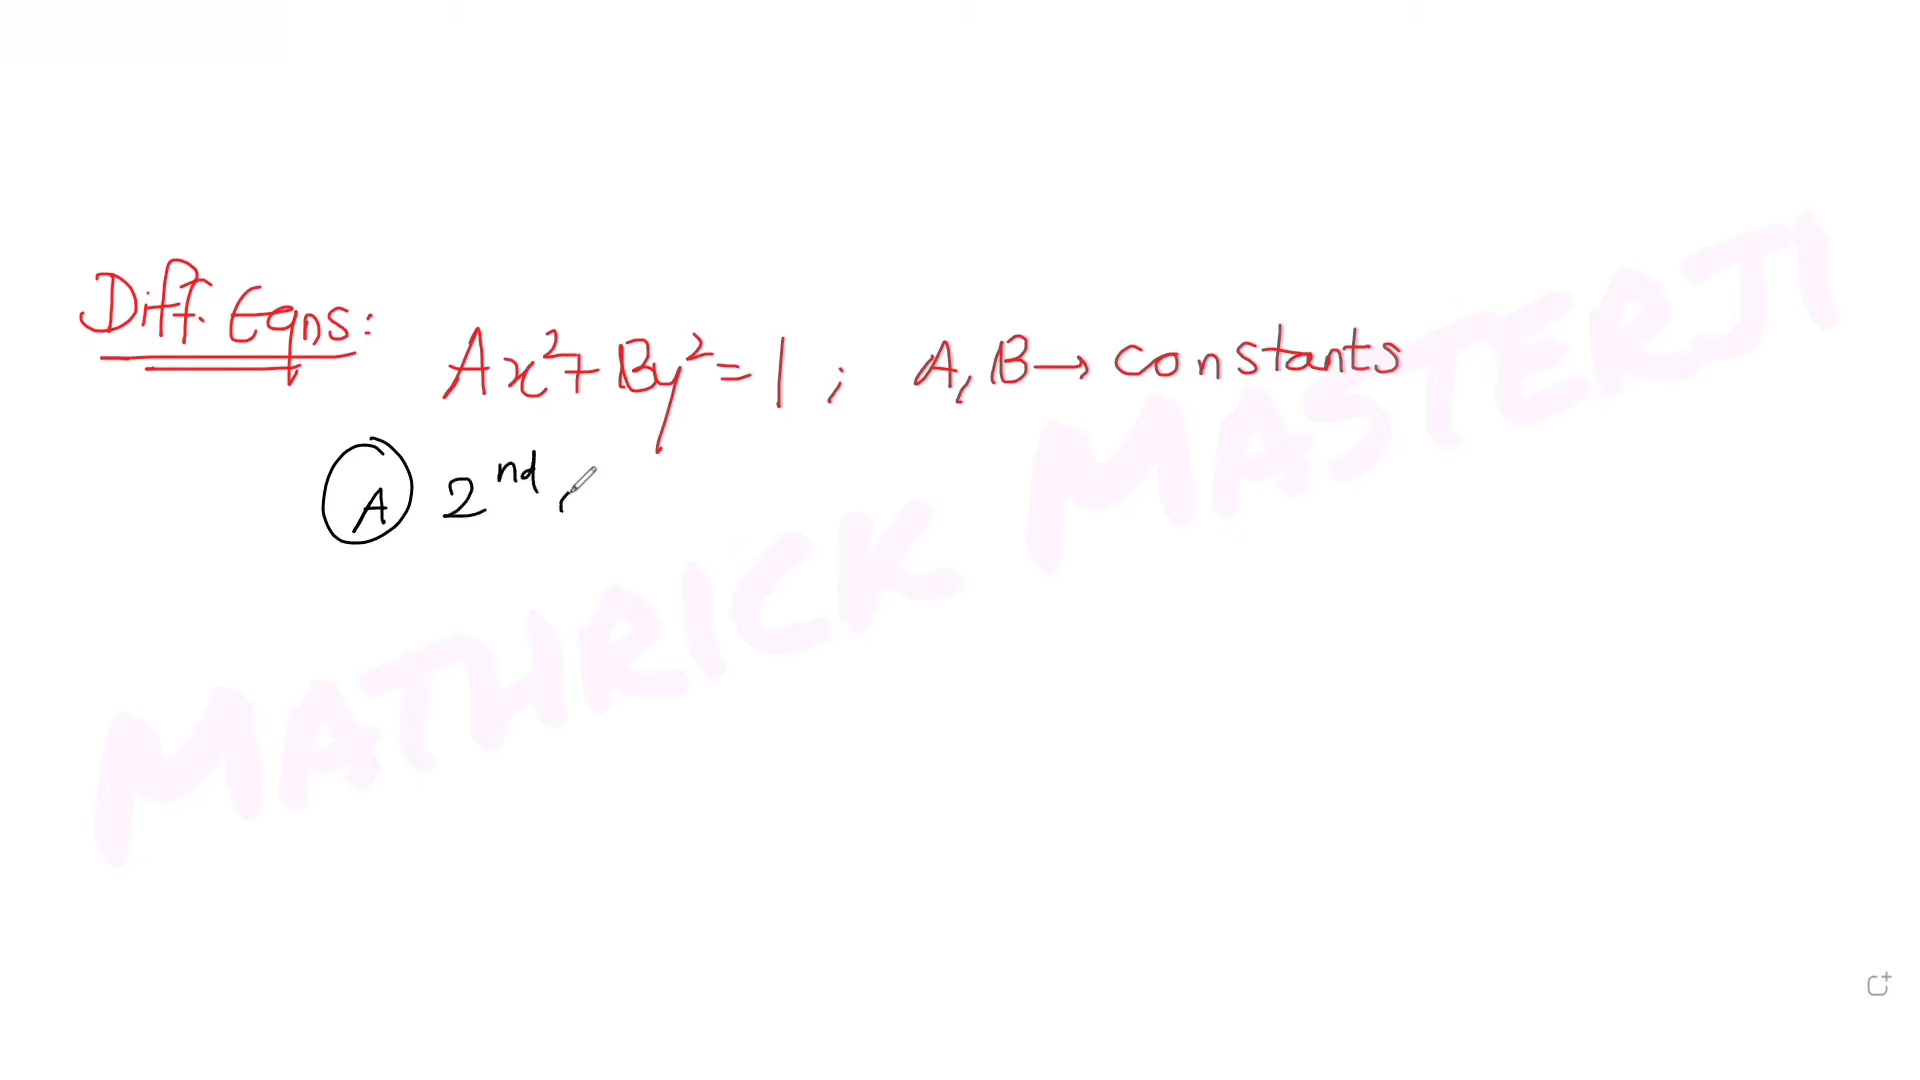 Diff. Eqns:
Ax²+By²=1 ; A,B→constants
A 2ⁿᵈ
MATHRICK MASTERJI